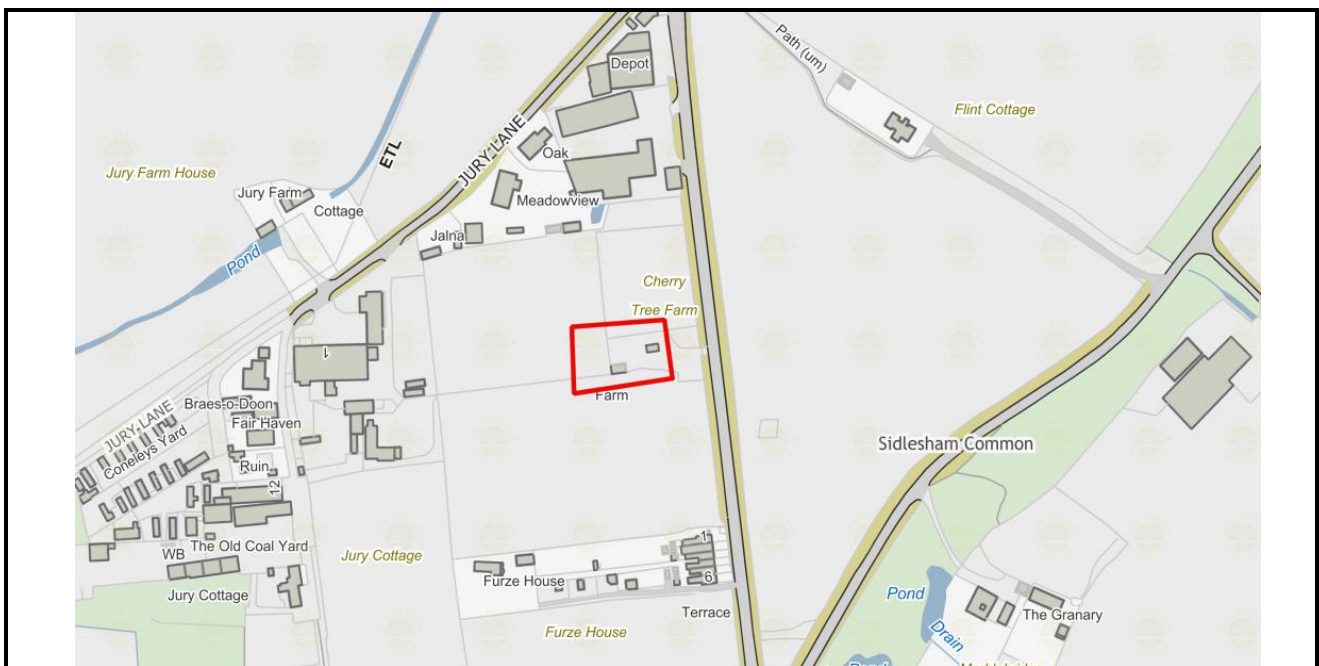 Path (um)
Depot
Flint Cottage
JURY LANE
ETL
Oak
Jury Farm House
Jury Farm
Cottage
Meadowview
Jalna
Pond
Cherry
Tree Farm
1
Farm
Braes-o-Doon
JURY LANE
Fair Haven
Coneleys Yard
Sidlesham Common
Ruin
12
The Old Coal Yard
WB
Jury Cottage
1
Furze House
6
Jury Cottage
Pond
The Granary
Terrace
Furze House
Drain
Pond